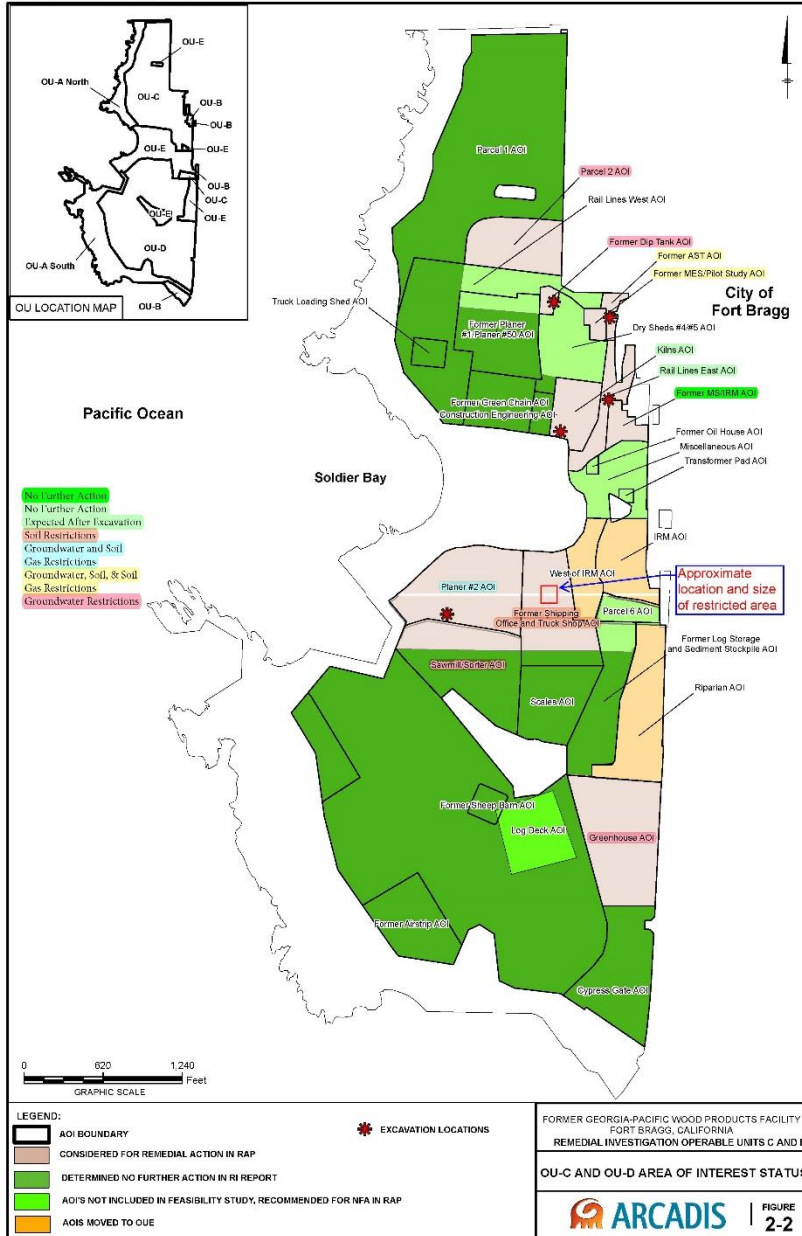 OU-E
OU-A North
OU-C
OU-B
OU-B
OU-E
OU-E
OU-B
OU-C
OU-E
OU-E
OU-D
OU-A South
OU-B
OU LOCATION MAP
N
Parcel 1 AOI
Parcel 2 AOI
Rail Lines West AOI
Former Dip Tank AOI
Former AST AOI
Former MES/Pilot Study AOI
City of
Fort Bragg
Truck Loading Shed AOI
Former Planer
#1/Planer #50 AOI
Dry Sheds #4/#5 AOI
Kilns AOI
Rail Lines East AOI
Former Green Chain AOI
Construction Engineering AOI
Former MS/IRM AOI
Pacific Ocean
Former Oil House AOI
Miscellaneous AOI
Transformer Pad AOI
Soldier Bay
No Further Action
No Further Action
Expected After Excavation
Soil Restrictions
Groundwater and Soil
Gas Restrictions
Groundwater, Soil, & Soil
Gas Restrictions
Groundwater Restrictions
IRM AOI
West of IRM AOI
Approximate
location and size
of restricted area
Planer #2 AOI
Former Shipping
Office and Truck Shop AOI
Parcel 6 AOI
Former Log Storage
and Sediment Stockpile AOI
Sawmill/Sorter AOI
Riparian AOI
Scales AOI
Former Sheep Barn AOI
Log Deck AOI
Greenhouse AOI
Former Airstrip AOI
Cypress Gate AOI
0 620 1,240
Feet
GRAPHIC SCALE
LEGEND:
AOI BOUNDARY
EXCAVATION LOCATIONS
CONSIDERED FOR REMEDIAL ACTION IN RAP
DETERMINED NO FURTHER ACTION IN RI REPORT
AOI'S NOT INCLUDED IN FEASIBILITY STUDY, RECOMMENDED FOR NFA IN RAP
AOIS MOVED TO OUE
FORMER GEORGIA-PACIFIC WOOD PRODUCTS FACILITY
FORT BRAGG, CALIFORNIA
REMEDIAL INVESTIGATION OPERABLE UNITS C AND
OU-C AND OU-D AREA OF INTEREST STATUS
ARCADIS
FIGURE
2-2